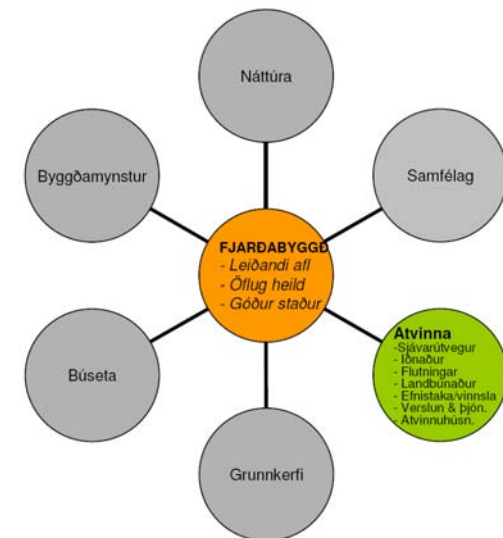 Náttúra
Byggðamynstur
Samfélag
FJARÐABYGGÐ
- Leiðandi afl
- Öflug heild
- Góður staður
Atvinna
-Sjávarútvegur
- Iðnaður
- Flutningar
- Landbúnaður
- Efnistaka/vinnsla
- Verslun & þjón.
- Atvinnuhúsn.
Búseta
Grunnkerfi